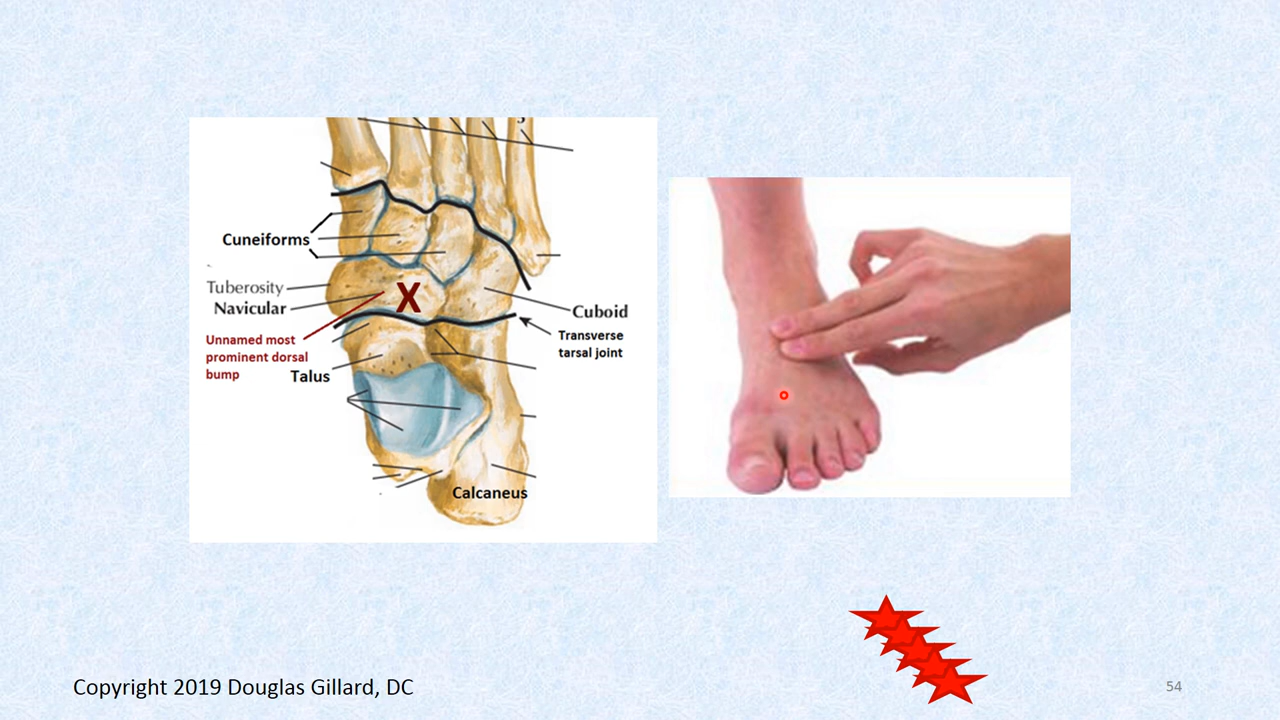 Cuneiforms
Tuberosity
Navicular
X
Unnamed most
prominent dorsal
bump
Talus
Cuboid
Transverse
tarsal joint
Calcaneus
Copyright 2019 Douglas Gillard, DC
54